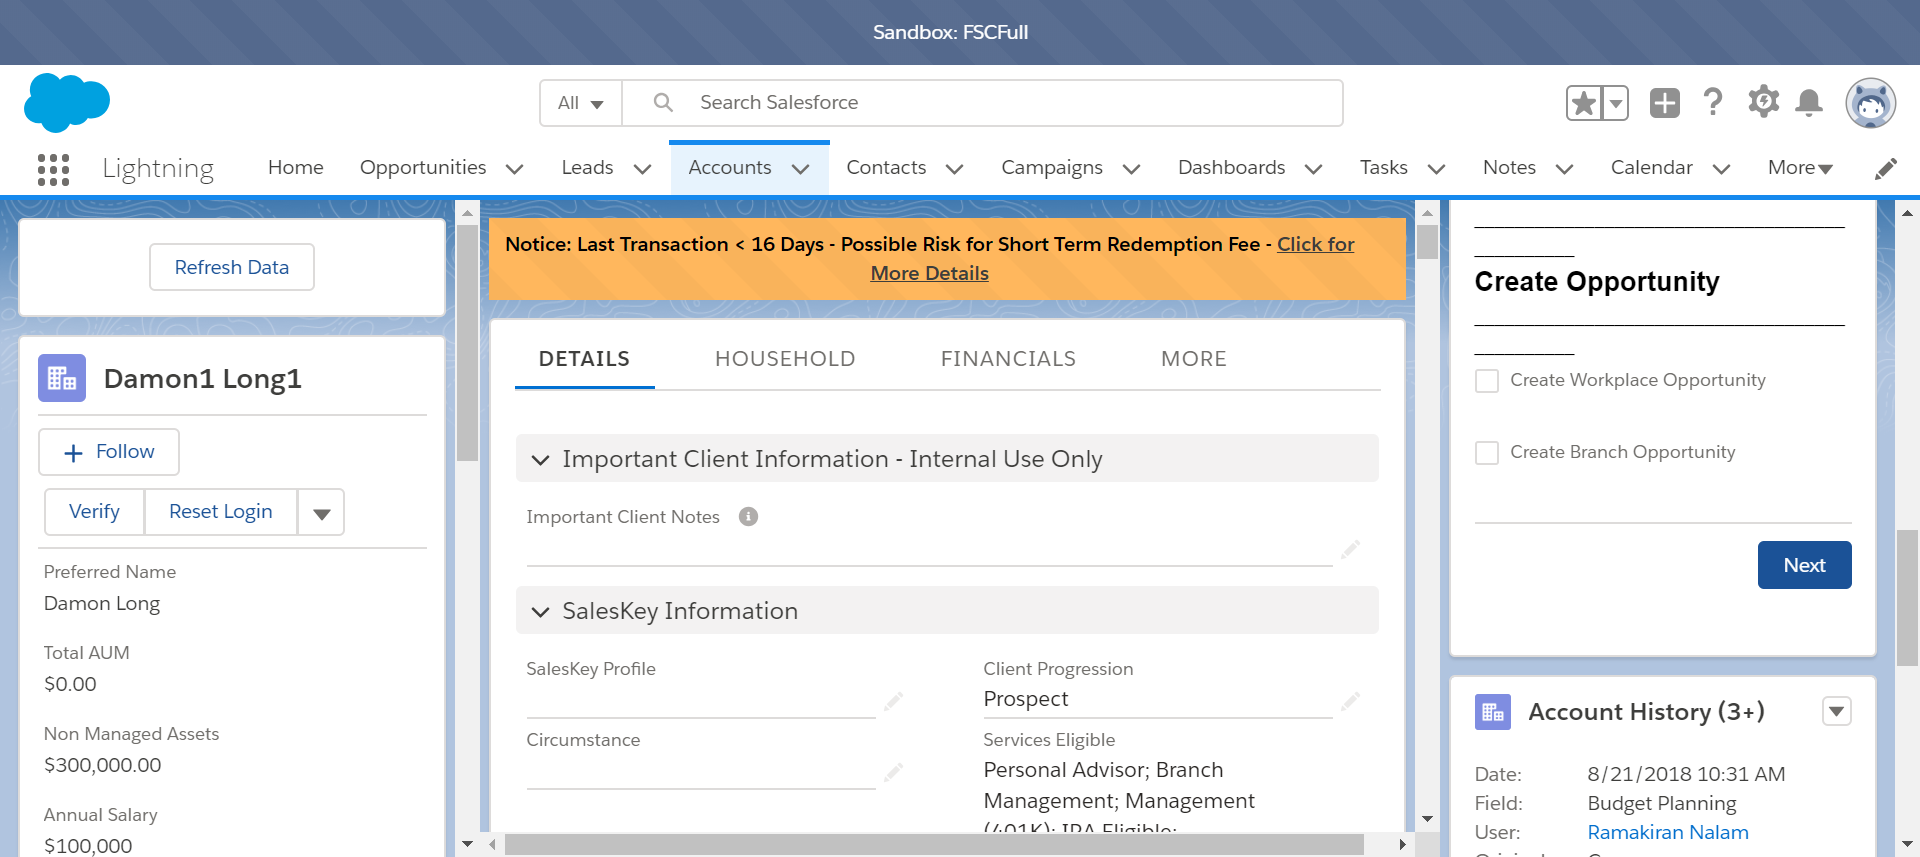 Sandbox: FSCFull
All
Search Salesforce
Lightning
Home
Opportunities
Leads
Accounts
Contacts
Campaigns
Dashboards
Tasks
Notes
Calendar
More
Refresh Data
Damon1 Long1
Follow
Verify
Reset Login
Preferred Name
Damon Long
Total AUM
$0.00
Non Managed Assets
$300,000.00
Annual Salary
$100,000
Notice: Last Transaction < 16 Days - Possible Risk for Short Term Redemption Fee - Click for
More Details
DETAILS
HOUSEHOLD
FINANCIALS
MORE
Important Client Information - Internal Use Only
Important Client Notes
SalesKey Information
SalesKey Profile
Client Progression
Prospect
Circumstance
Services Eligible
Personal Advisor; Branch
Management; Management
(401K); IRA Eligible;
Create Opportunity
Create Workplace Opportunity
Create Branch Opportunity
Next
Account History (3+)
Date: 8/21/2018 10:31 AM
Field: Budget Planning
User: Ramakiran Nalam